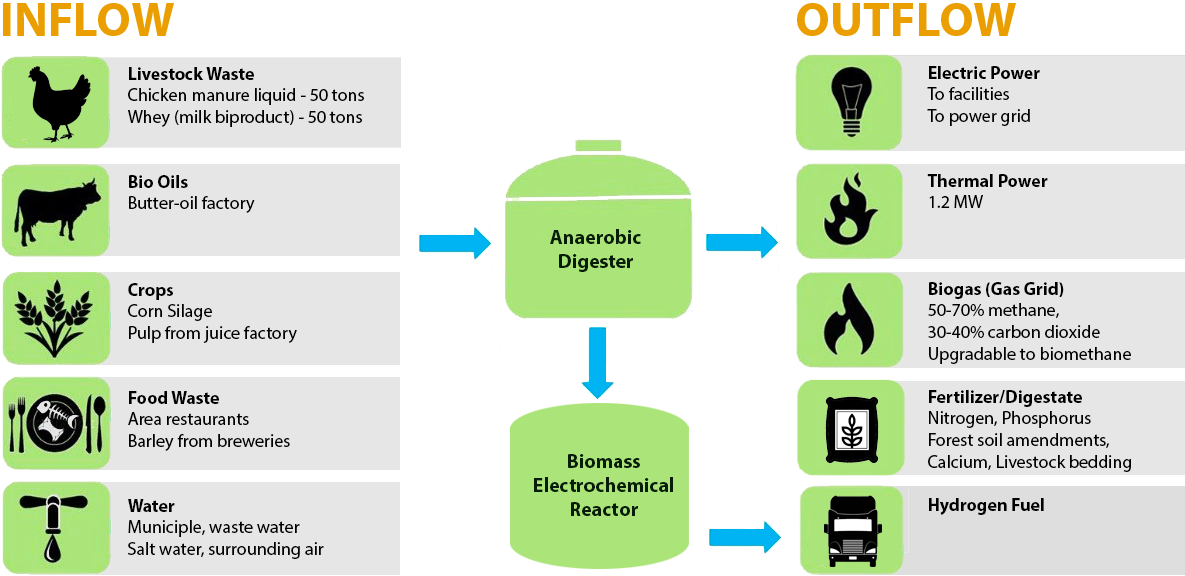 INFLOW
Livestock Waste
Chicken manure liquid - 50 tons
Whey (milk biproduct) - 50 tons
Bio Oils
Butter-oil factory
Crops
Corn Silage
Pulp from juice factory
Food Waste
Area restaurants
Barley from breweries
Water
Municiple, waste water
Salt water, surrounding air
Anaerobic
Digester
Biomass
Electrochemical
Reactor
OUTFLOW
Electric Power
To facilities
To power grid
Thermal Power
1.2 MW
Biogas (Gas Grid)
50-70% methane,
30-40% carbon dioxide
Upgradable to biomethane
Fertilizer/Digestate
Nitrogen, Phosphorus
Forest soil amendments,
Calcium, Livestock bedding
Hydrogen Fuel